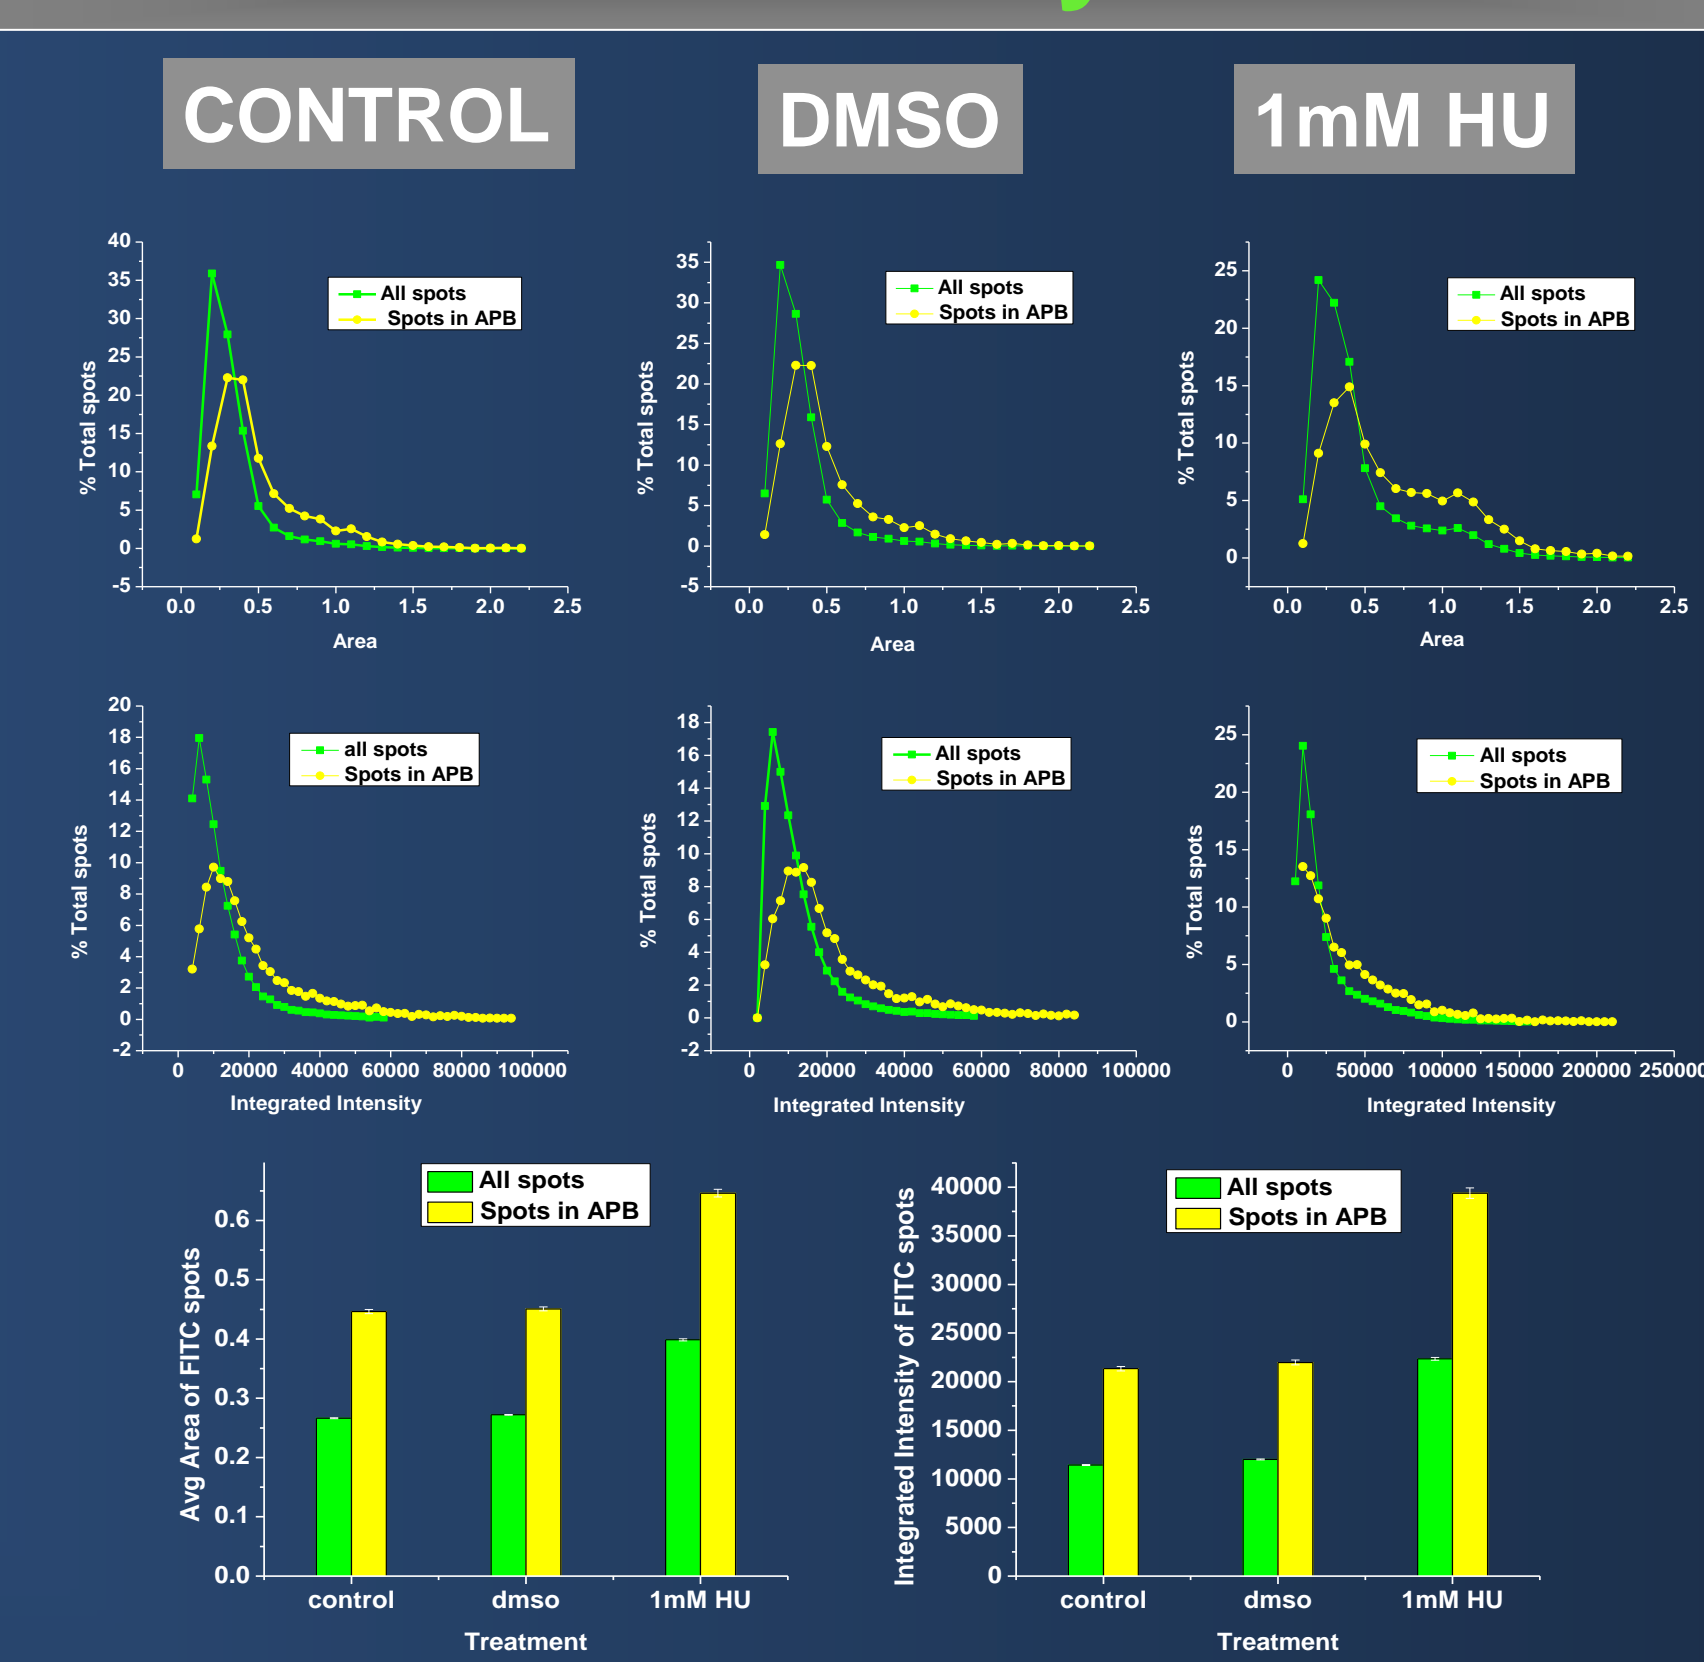 CONTROL
DMSO
1mM HU
40
35
30
25
20
15
10
5
0
-5
0.0 0.5 1.0 1.5 2.0 2.5
% Total spots
Area
All spots
Spots in APB
35
30
25
20
15
10
5
0
-5
0.0 0.5 1.0 1.5 2.0 2.5
% Total spots
Area
All spots
Spots in APB
25
20
15
10
5
0
0.0 0.5 1.0 1.5 2.0 2.5
% Total spots
Area
All spots
Spots in APB
20
18
16
14
12
10
8
6
4
2
0
-2
0 20000 40000 60000 80000 100000
% Total spots
Integrated Intensity
all spots
Spots in APB
18
16
14
12
10
8
6
4
2
0
-2
0 20000 40000 60000 80000 100000
% Total spots
Integrated Intensity
All spots
Spots in APB
25
20
15
10
5
0
0 50000 100000 150000 200000 250000
% Total spots
Integrated Intensity
All spots
Spots in APB
0.6
0.5
0.4
0.3
0.2
0.1
0.0
Avg Area of FITC spots
All spots
Spots in APB
control dmso 1mM HU
Treatment
40000
35000
30000
25000
20000
15000
10000
5000
0
Integrated Intensity of FITC spots
All spots
Spots in APB
control dmso 1mM HU
Treatment